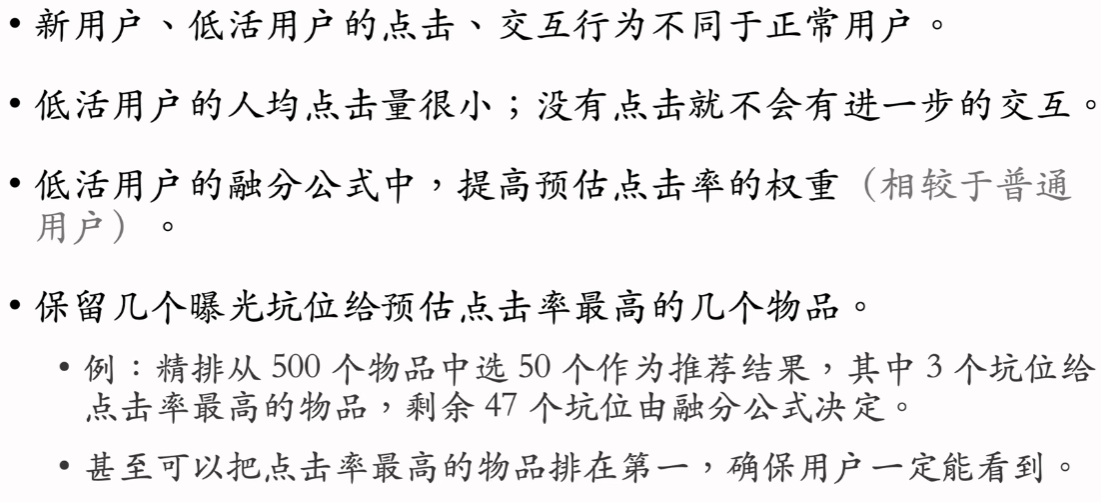 • 新用户、低活用户的点击、交互行为不同于正常用户。
• 低活用户的人均点击量很小；没有点击就不会有进一步的交互。
• 低活用户的融分公式中，提高预估点击率的权重（相较于普通
用户）。
• 保留几个曝光坑位给预估点击率最高的几个物品。
• 例：精排从 500 个物品中选 50 个作为推荐结果，其中 3 个坑位给
点击率最高的物品，剩余 47 个坑位由融分公式决定。
• 甚至可以把点击率最高的物品排在第一，确保用户一定能看到。